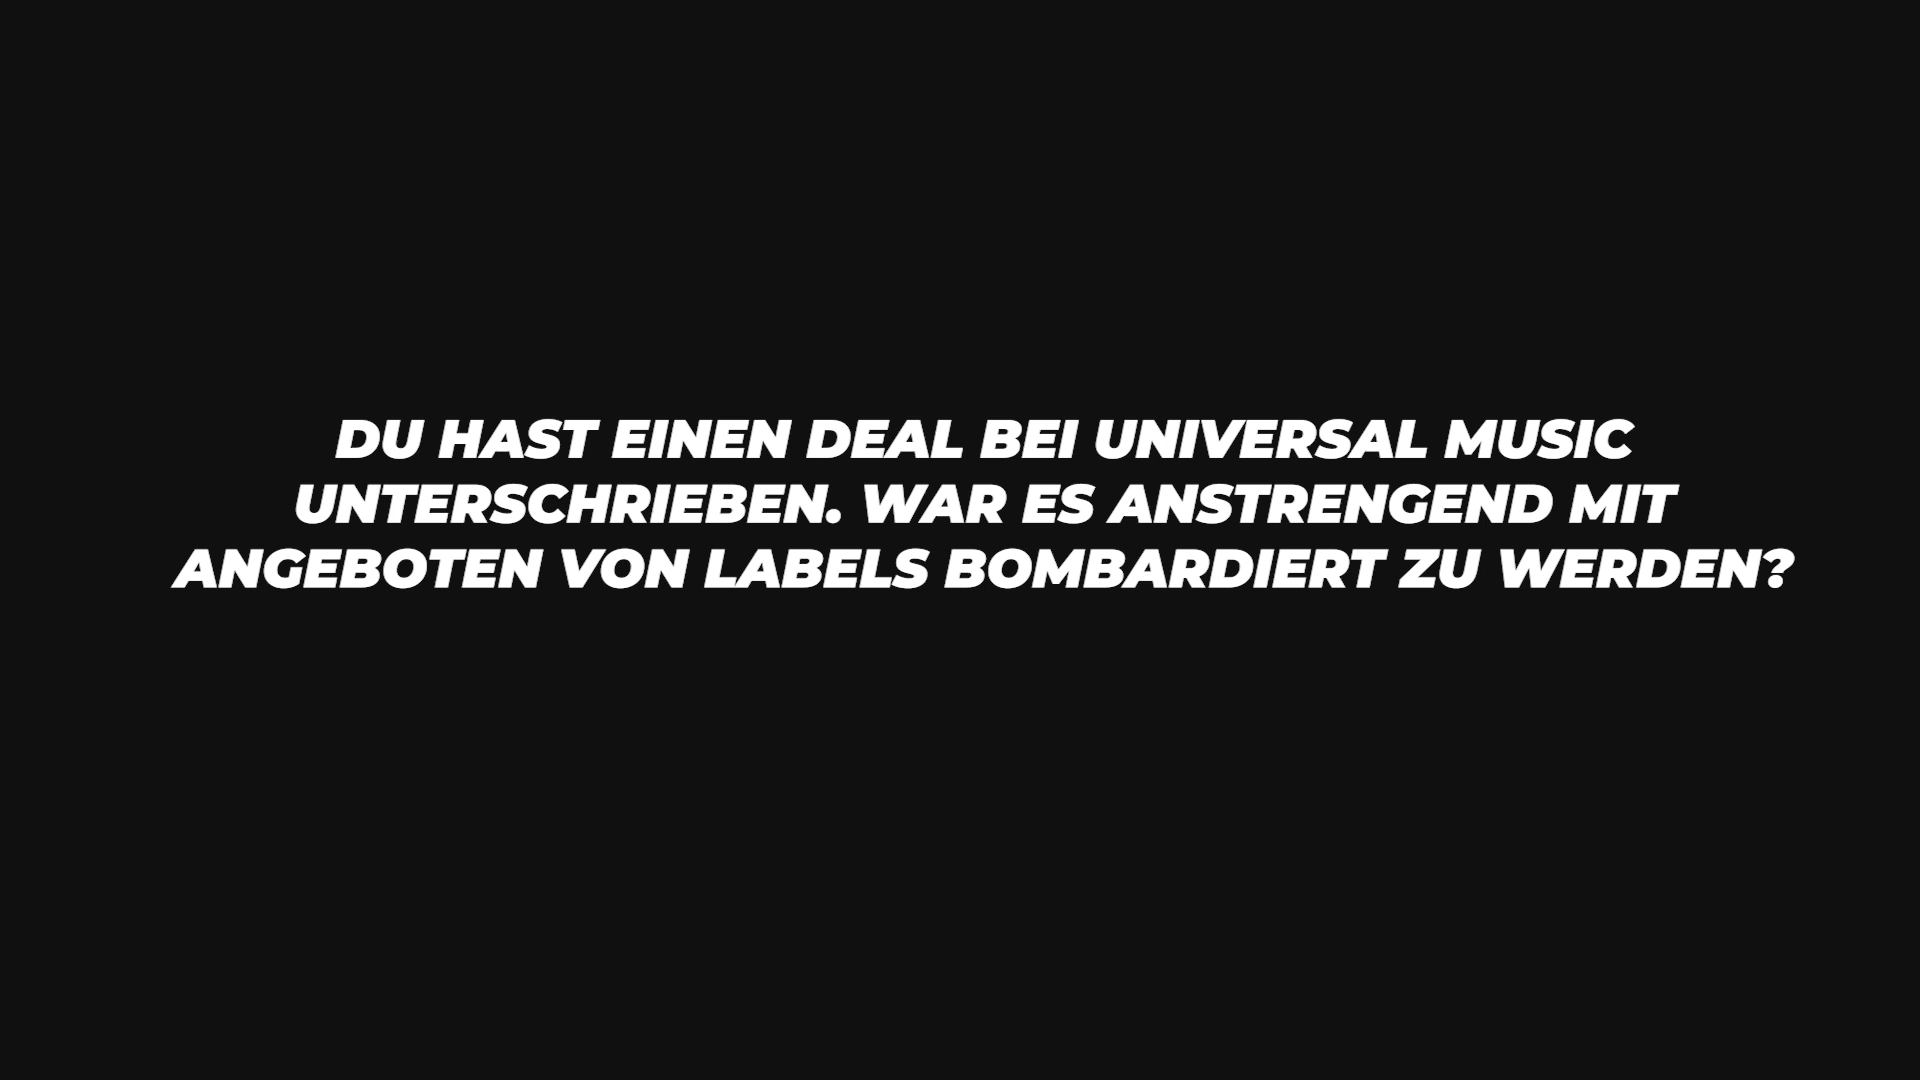 DU HAST EINEN DEAL BEI UNIVERSAL MUSIC
UNTERSCHRIEBEN. WAR ES ANSTRENGEND MIT
ANGEBOTEN VON LABELS BOMBARDIERT ZU WERDEN?